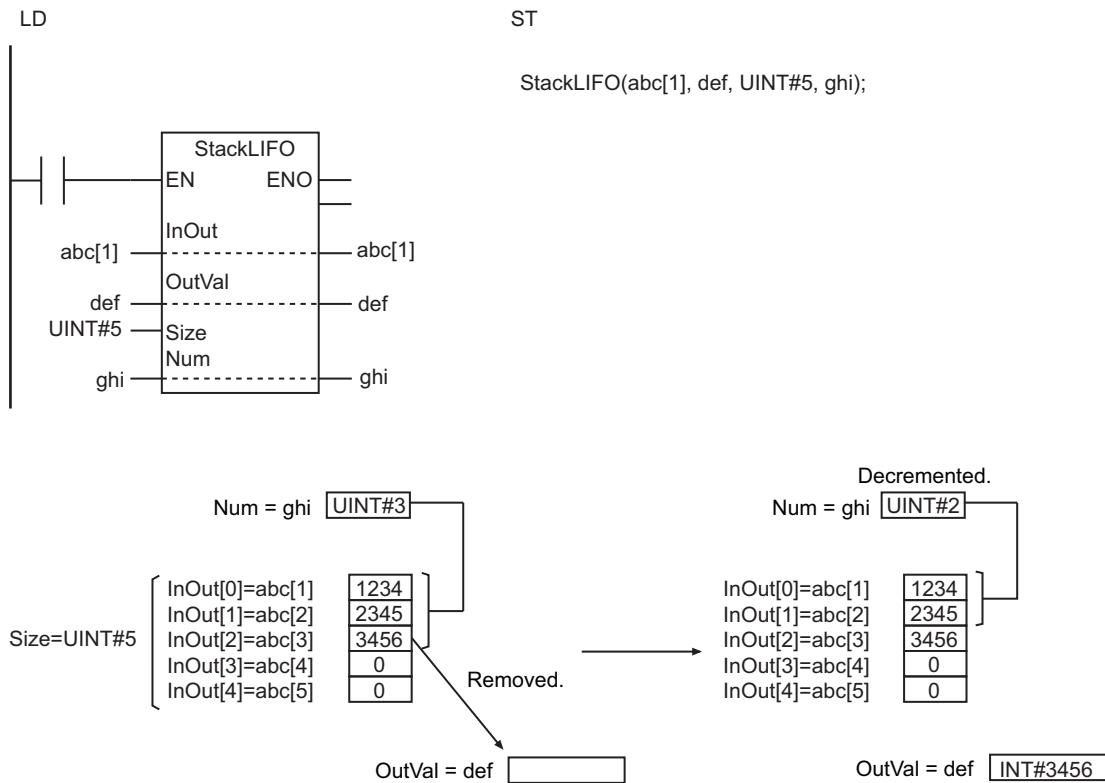 LD
ST
StackLIFO(abc[1], def, UINT#5, ghi);
StackLIFO
EN ENO
InOut
abc[1] abc[1]
OutVal
def def
UINT#5 Size
Num
ghi ghi
Decremented.
Num = ghi UINT#3
Num = ghi UINT#2
Size=UINT#5
InOut[0]=abc[1] 1234
InOut[1]=abc[2] 2345
InOut[2]=abc[3] 3456
InOut[3]=abc[4] 0
InOut[4]=abc[5] 0
Removed.
OutVal = def
InOut[0]=abc[1] 1234
InOut[1]=abc[2] 2345
InOut[2]=abc[3] 3456
InOut[3]=abc[4] 0
InOut[4]=abc[5] 0
OutVal = def INT#3456